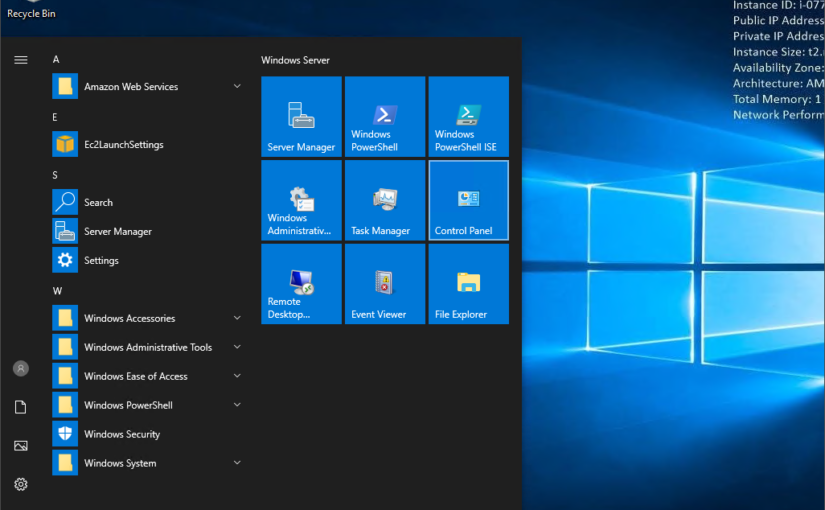 Recycle Bin
Instance ID: i-077
Public IP Address
Private IP Addres
Instance Size: t2.
Availability Zone:
Architecture: AM
Total Memory: 1
Network Perform
A
Amazon Web Services
E
Ec2LaunchSettings
S
Search
Server Manager
Settings
W
Windows Accessories
Windows Administrative Tools
Windows Ease of Access
Windows PowerShell
Windows Security
Windows System
Windows Server
Server Manager
Windows
PowerShell
Windows
PowerShell ISE
Windows
Administrativ...
Task Manager
Control Panel
Remote
Desktop...
Event Viewer
File Explorer